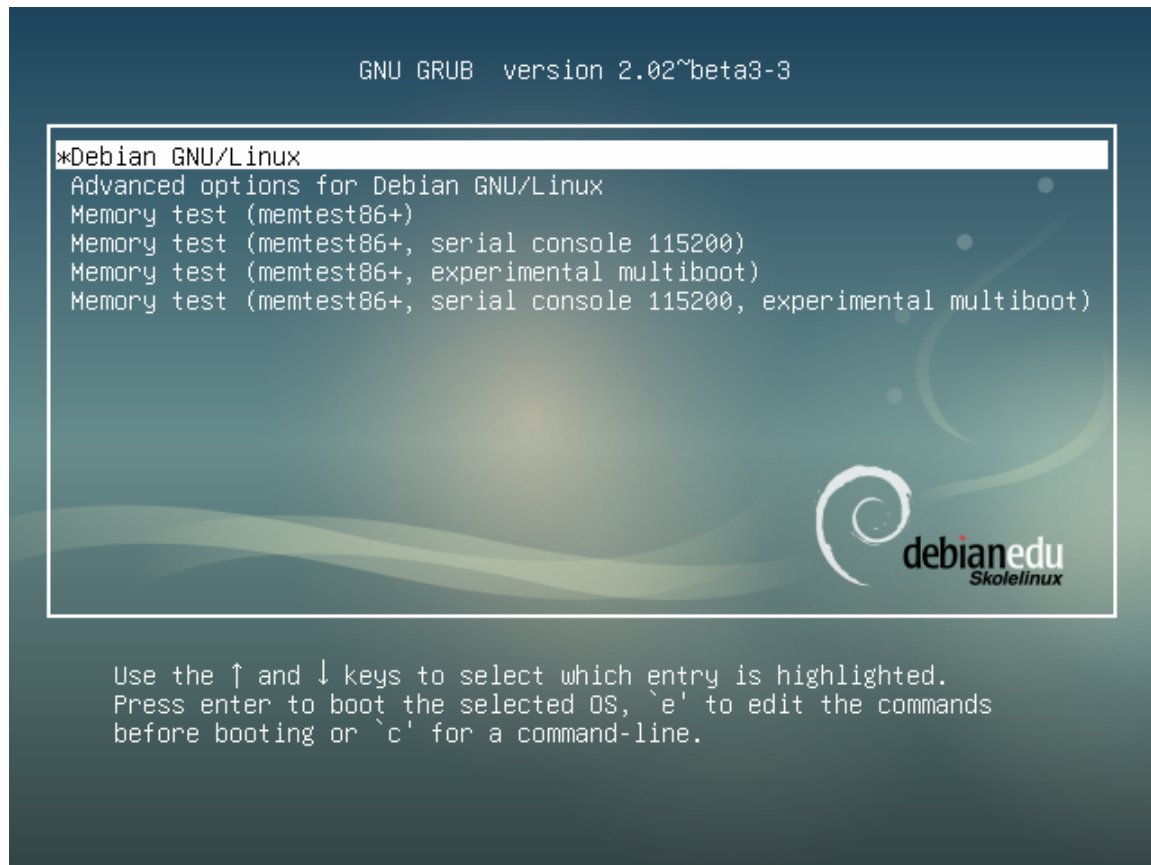 GNU GRUB  version 2.02~beta3-3
*Debian GNU/Linux
Advanced options for Debian GNU/Linux
Memory test (memtest86+)
Memory test (memtest86+, serial console 115200)
Memory test (memtest86+, experimental multiboot)
Memory test (memtest86+, serial console 115200, experimental multiboot)
debianedu
Skolelinux
Use the ↑ and ↓ keys to select which entry is highlighted.
Press enter to boot the selected OS, `e' to edit the commands
before booting or `c' for a command-line.